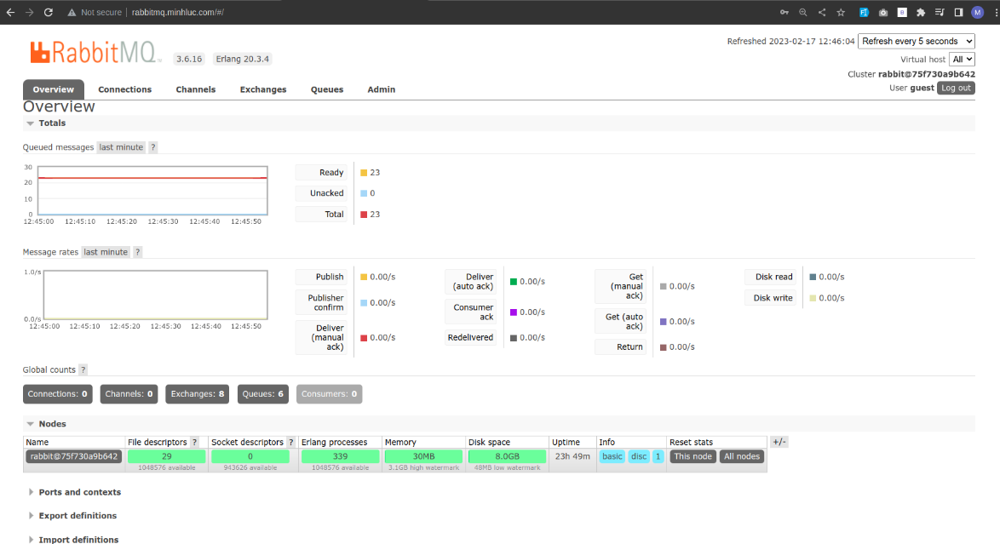 Not secure | rabbitmq.minhluc.com/#/
M
RabbitMQ 3.6.16 Erlang 20.3.4
Refreshed 2023-02-17 12:46:04 Refresh every 5 seconds
Virtual host All
Cluster rabbit@75f730a9b642
User guest Log out
Overview Connections Channels Exchanges Queues Admin
Overview
Totals
Queued messages last minute ?
30
20
10
0
12:45:00 12:45:10 12:45:20 12:45:30 12:45:40 12:45:50
Ready 23
Unacked 0
Total 23
Message rates last minute ?
1.0/s
0.0/s
12:45:00 12:45:10 12:45:20 12:45:30 12:45:40 12:45:50
Publish 0.00/s
Publisher
confirm 0.00/s
Deliver
(manual
ack) 0.00/s
Deliver
(auto ack) 0.00/s
Consumer
ack 0.00/s
Redelivered 0.00/s
Get
(manual
ack) 0.00/s
Get (auto
ack) 0.00/s
Return 0.00/s
Disk read 0.00/s
Disk write 0.00/s
Global counts ?
Connections: 0 Channels: 0 Exchanges: 8 Queues: 6 Consumers: 0
Nodes
Name File descriptors ? Socket descriptors ? Erlang processes Memory Disk space Uptime Info Reset stats +/-
rabbit@75f730a9b642 29 0 339 30MB 8.0GB 23h 49m basic disc 1 This node All nodes
1048576 available 943626 available 1048576 available 3.1GB high watermark 48MB low watermark
Ports and contexts
Export definitions
Import definitions